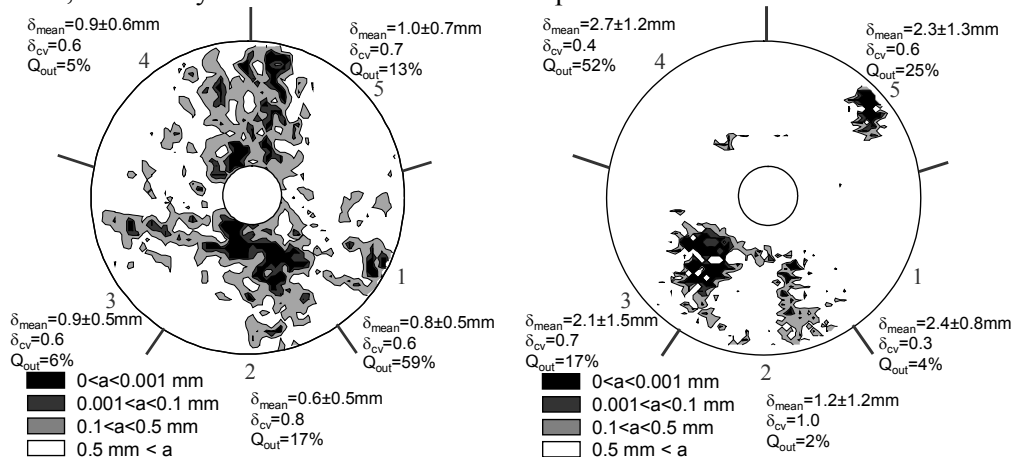 δmean=0.9±0.6mm
δcv=0.6
Qout=5%
4
δmean=1.0±0.7mm
δcv=0.7
Qout=13%
5
3
δmean=0.9±0.5mm
δcv=0.6
Qout=6%
1
δmean=0.8±0.5mm
δcv=0.6
Qout=59%
2
δmean=0.6±0.5mm
δcv=0.8
Qout=17%
0<a<0.001 mm
0.001<a<0.1 mm
0.1<a<0.5 mm
0.5 mm < a
δmean=2.7±1.2mm
δcv=0.4
Qout=52%
4
δmean=2.3±1.3mm
δcv=0.6
Qout=25%
5
3
δmean=2.1±1.5mm
δcv=0.7
Qout=17%
1
δmean=2.4±0.8mm
δcv=0.3
Qout=4%
2
δmean=1.2±1.2mm
δcv=1.0
Qout=2%
0<a<0.001 mm
0.001<a<0.1 mm
0.1<a<0.5 mm
0.5 mm < a